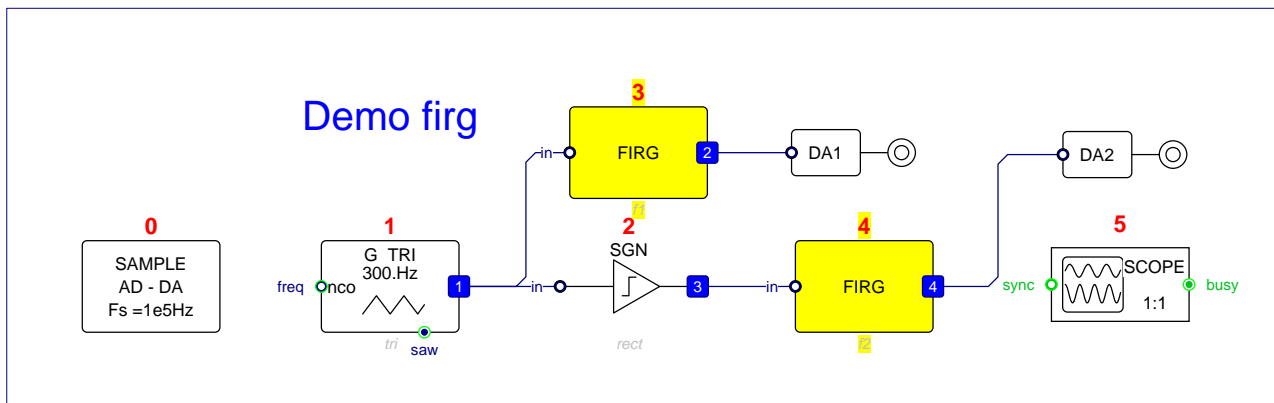 3
Demo firg
in
FIRG
2
DA1
DA2
f1
0
1
2
4
5
SAMPLE
AD - DA
Fs =1e5Hz
G TRI
300.Hz
freq
nco
1
tri
saw
SGN
in
3
rect
in
FIRG
4
f2
sync
SCOPE
1:1
busy